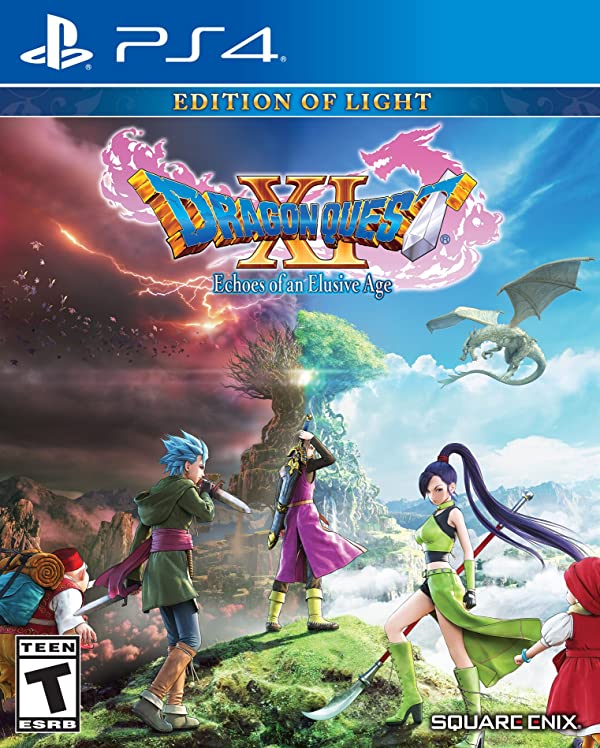 PS4
EDITION OF LIGHT
DRAGON QUEST
XI
®
Echoes of an Elusive Age
TEEN
T
ESRB
SQUARE ENIX®